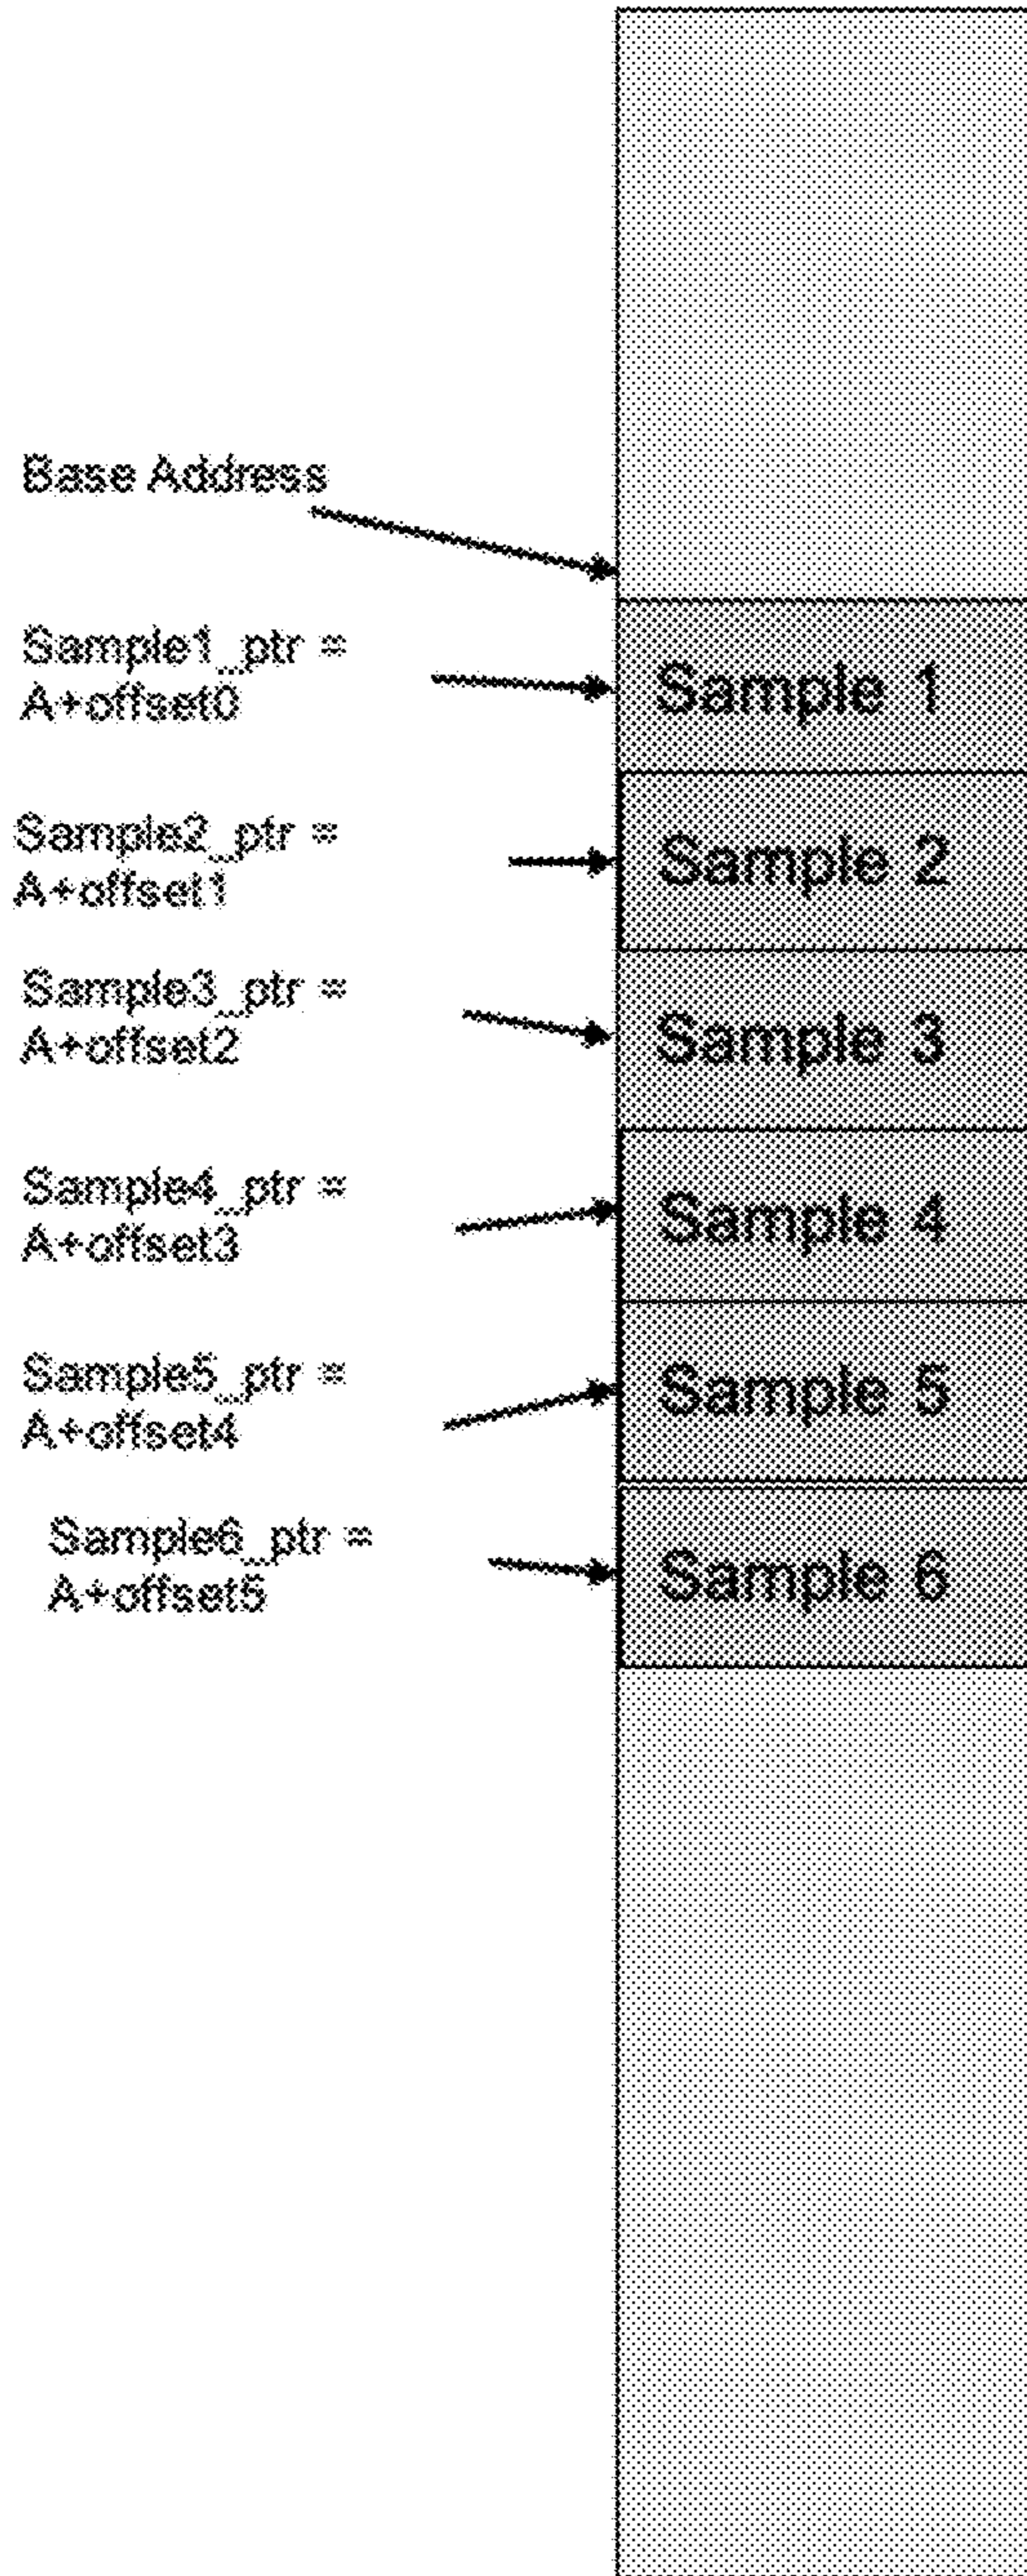 Base Address
Sample1_ptr =
A+offset0
Sample 1
Sample2_ptr =
A+offset1
Sample 2
Sample3_ptr =
A+offset2
Sample 3
Sample4_ptr =
A+offset3
Sample 4
Sample5_ptr =
A+offset4
Sample 5
Sample6_ptr =
A+offset5
Sample 6